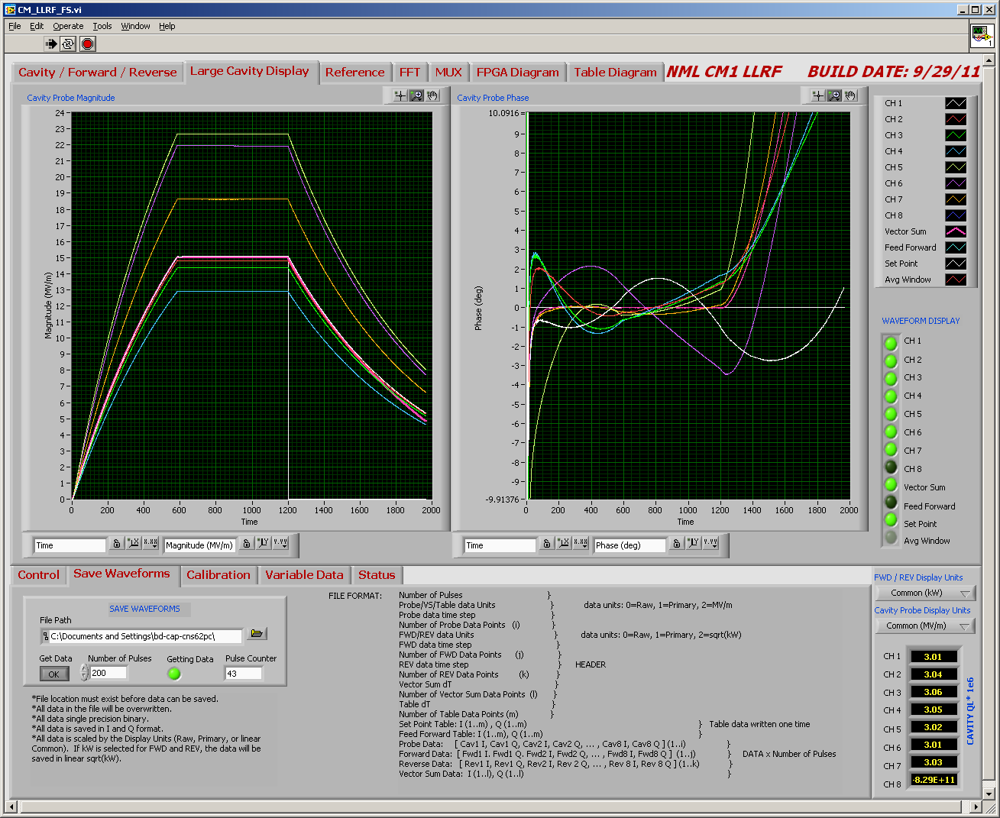 CM_LLRF_FS.vi
File Edit Operate Tools Window Help
Cavity / Forward / Reverse Large Cavity Display Reference FFT MUX FPGA Diagram Table Diagram NML CM1 LLRF BUILD DATE: 9/29/11
Cavity Probe Magnitude
24
23
22
21
20
19
18
17
16
15
14
13
12
11
10
9
8
7
6
5
4
3
2
1
0
Magnitude (MV/m)
0 200 400 600 800 1000 1200 1400 1600 1800 2000
Time
Time Magnitude (MV/m)
Cavity Probe Phase
10.0916
9
8
7
6
5
4
3
2
1
0
-1
-2
-3
-4
-5
-6
-7
-8
-9
-9.91376
Phase (deg)
0 200 400 600 800 1000 1200 1400 1600 1800 2000
Time
Time Phase (deg)
CH 1
CH 2
CH 3
CH 4
CH 5
CH 6
CH 7
CH 8
Vector Sum
Feed Forward
Set Point
Avg Window
WAVEFORM DISPLAY
CH 1
CH 2
CH 3
CH 4
CH 5
CH 6
CH 7
CH 8
Vector Sum
Feed Forward
Set Point
Avg Window
Control Save Waveforms Calibration Variable Data Status
SAVE WAVEFORMS
File Path
C:\Documents and Settings\bd-cap-cns62pc\
Get Data Number of Pulses Getting Data Pulse Counter
OK 200 43
*File location must exist before data can be saved.
*All data in the file will be overwritten.
*All data single precision binary.
*All data is saved in I and Q format.
*All data is scaled by the Display Units (Raw, Primary, or linear
Common). If kW is selected for FWD and REV, the data will be
saved in linear sqrt(kW).
FILE FORMAT: Number of Pulses }
Probe/VS/Table data Units } data units: 0=Raw, 1=Primary, 2=MV/m
Probe data time step }
Number of Probe Data Points (i) }
FWD/REV data Units } data units: 0=Raw, 1=Primary, 2=sqrt(kW)
FWD data time step }
Number of FWD Data Points (j) }
REV data time step } HEADER
Number of REV Data Points (k) }
Vector Sum dT }
Number of Vector Sum Data Points (l) }
Table dT }
Number of Table Data Points (m) }
Set Point Table: I (1..m) , Q (1..m) } Table data written one time
Feed Forward Table: I (1..m), Q (1..m) }
Probe Data: [ Cav1 I, Cav1 Q, Cav2 I, Cav2 Q, ... , Cav8 I, Cav8 Q ] (1..i) }
Forward Data: [ Fwd1 I. Fwd1 Q. Fwd2 I, Fwd2 Q, ... , Fwd8 I, Fwd8 Q ] (1..j) } DATA x Number of Pulses
Reverse Data: [ Rev1 I, Rev1 Q, Rev2 I, Rev 2 Q, ... , Rev 8 I, Rev 8 Q ] (1..k) }
Vector Sum Data: I (1..l), Q (1..l) }
FWD / REV Display Units
Common (kW)
Cavity Probe Display Units
Common (MV/m)
CH 1 3.01
CH 2 3.04
CH 3 3.06
CH 4 3.05
CH 5 3.02
CH 6 3.01
CH 7 3.03
CH 8 -8.29E+11
CAVITY QL* 1e6